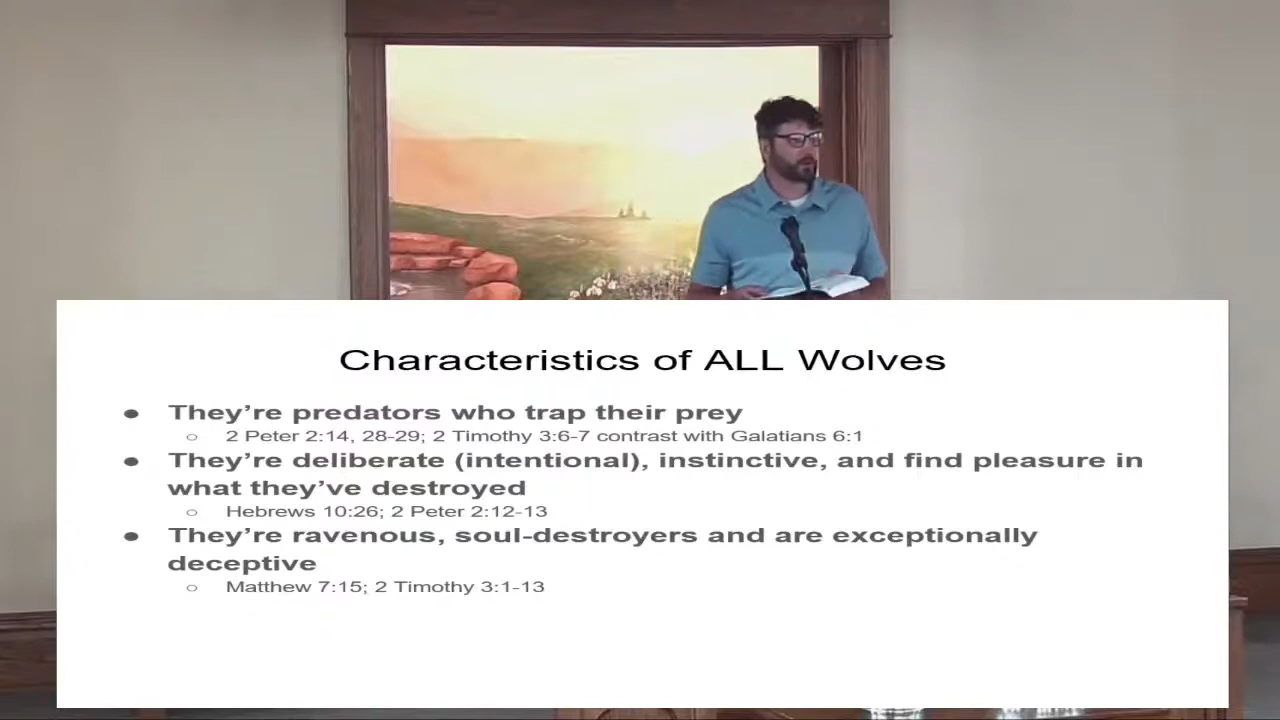 Characteristics of ALL Wolves
● They’re predators who trap their prey
○ 2 Peter 2:14, 28-29; 2 Timothy 3:6-7 contrast with Galatians 6:1
● They’re deliberate (intentional), instinctive, and find pleasure in
what they’ve destroyed
○ Hebrews 10:26; 2 Peter 2:12-13
● They’re ravenous, soul-destroyers and are exceptionally
deceptive
○ Matthew 7:15; 2 Timothy 3:1-13